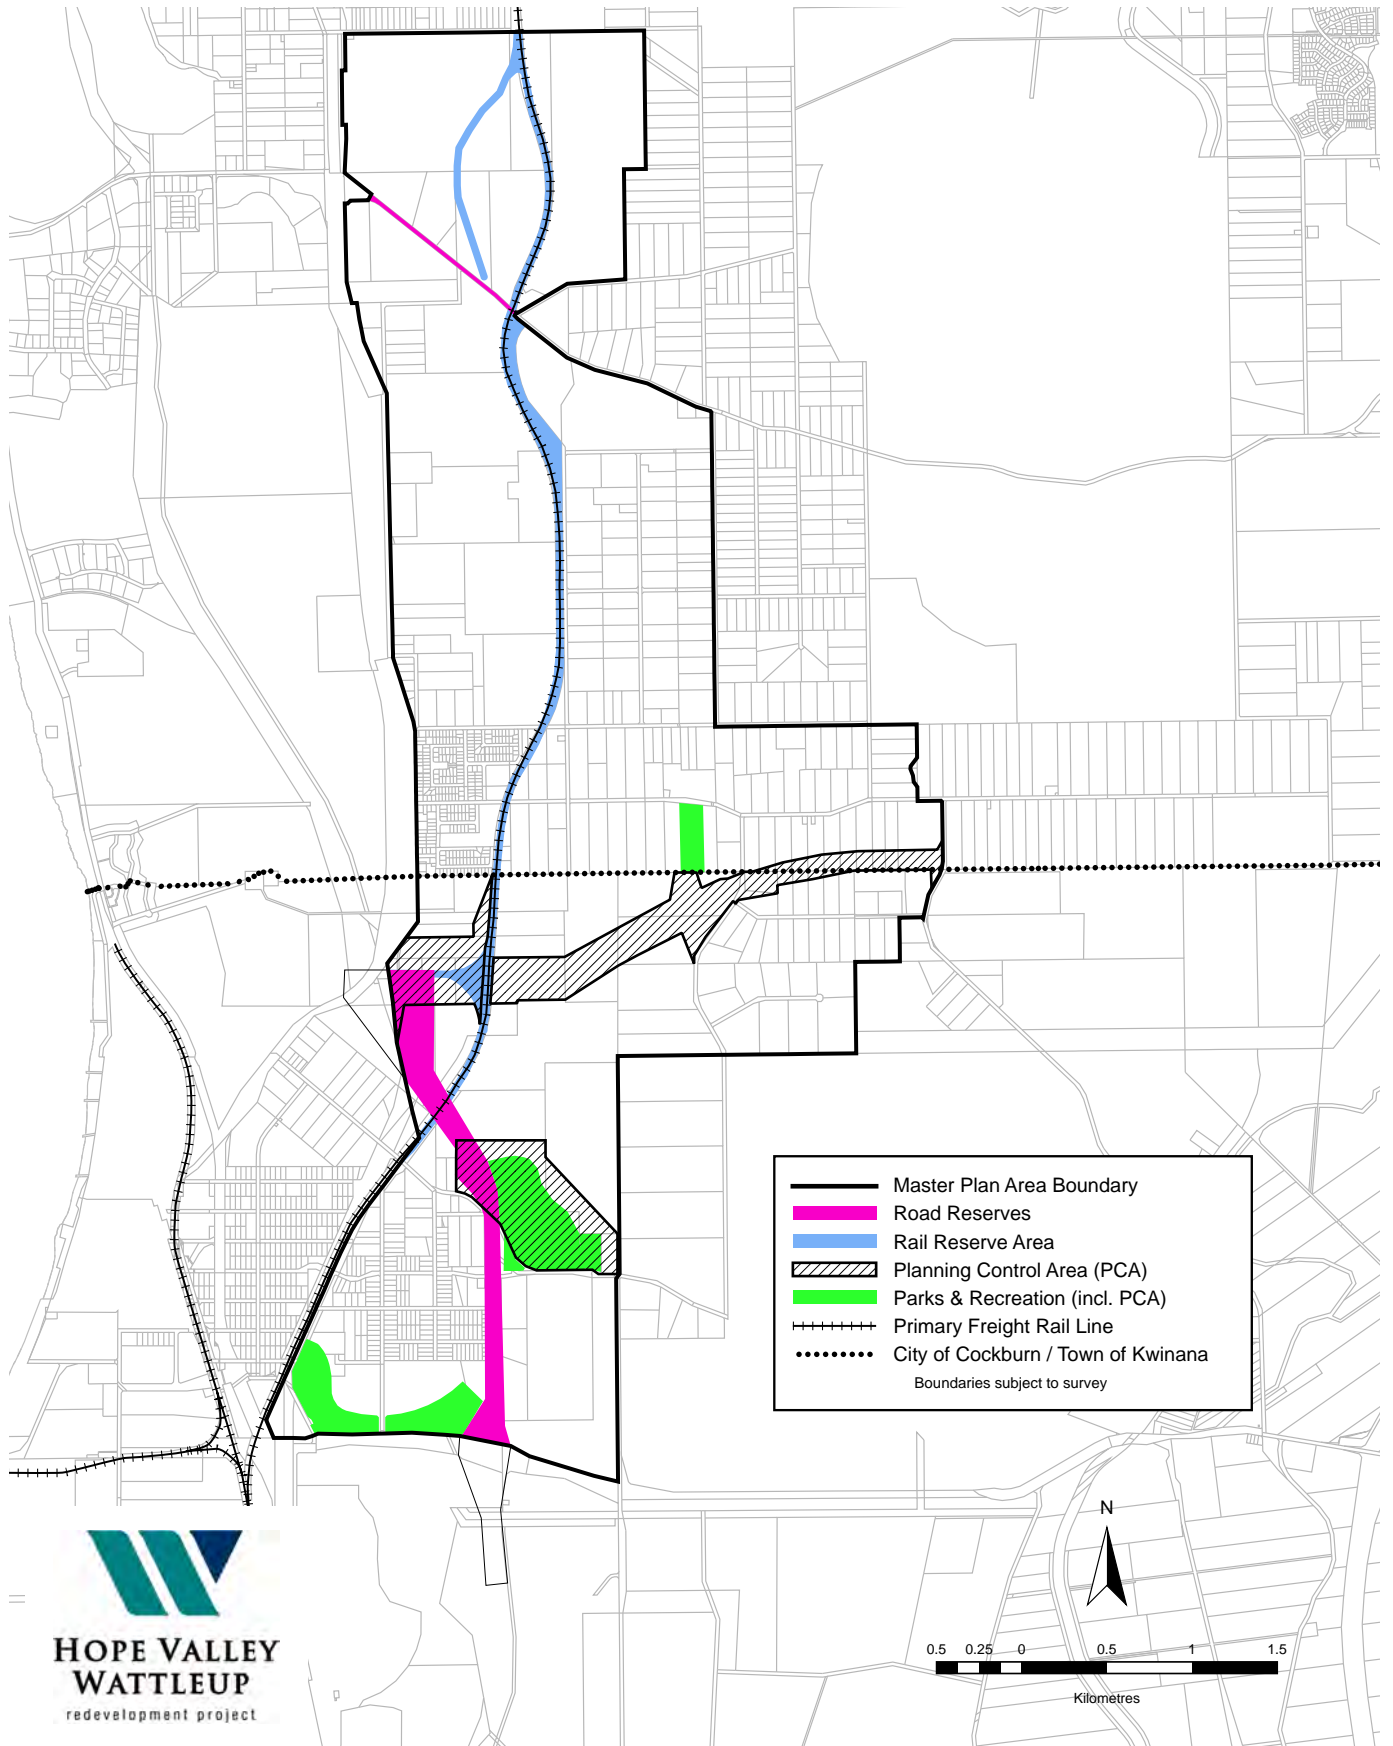 Master Plan Area Boundary
Road Reserves
Rail Reserve Area
Planning Control Area (PCA)
Parks & Recreation (incl. PCA)
Primary Freight Rail Line
City of Cockburn / Town of Kwinana
Boundaries subject to survey
N
0.5 0.25 0 0.5 1 1.5
Kilometres
HOPE VALLEY
WATTLEUP
redevelopment project